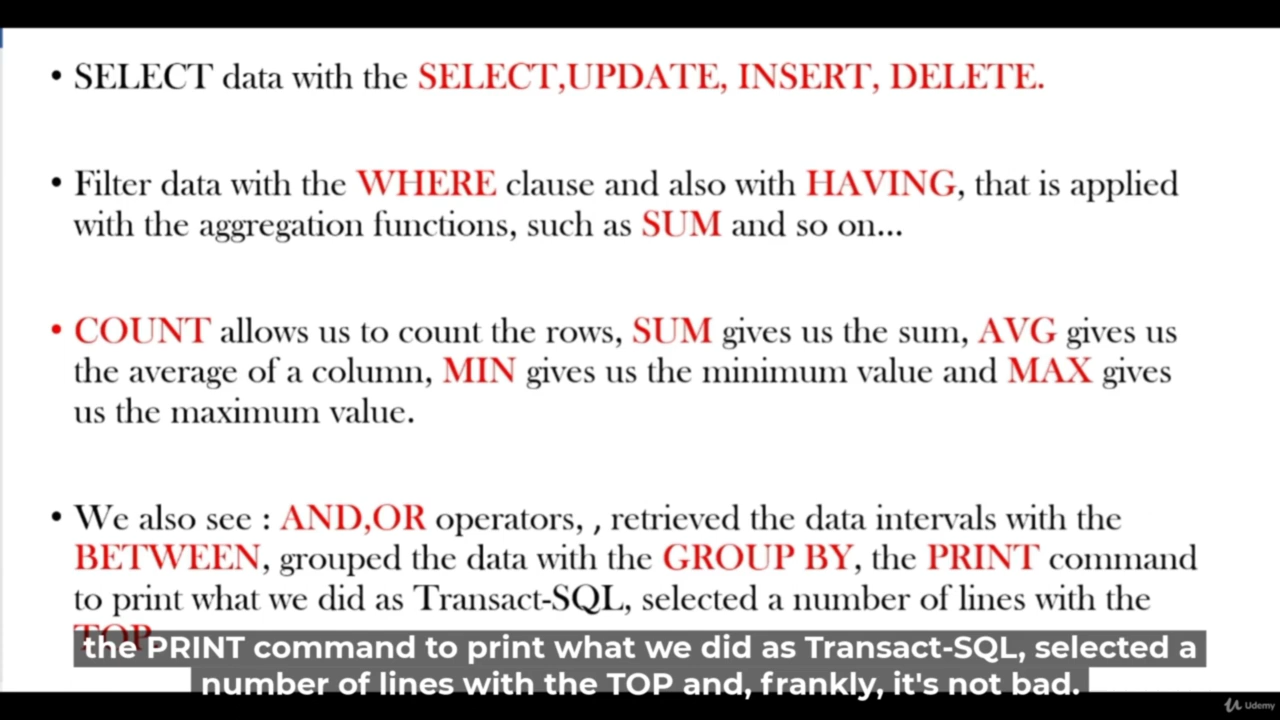 • SELECT data with the SELECT,UPDATE, INSERT, DELETE.
• Filter data with the WHERE clause and also with HAVING, that is applied
with the aggregation functions, such as SUM and so on...
• COUNT allows us to count the rows, SUM gives us the sum, AVG gives us
the average of a column, MIN gives us the minimum value and MAX gives
us the maximum value.
• We also see : AND,OR operators, , retrieved the data intervals with the
BETWEEN, grouped the data with the GROUP BY, the PRINT command
to print what we did as Transact-SQL, selected a number of lines with the
TOP
the PRINT command to print what we did as Transact-SQL, selected a
number of lines with the TOP and, frankly, it's not bad.
Udemy